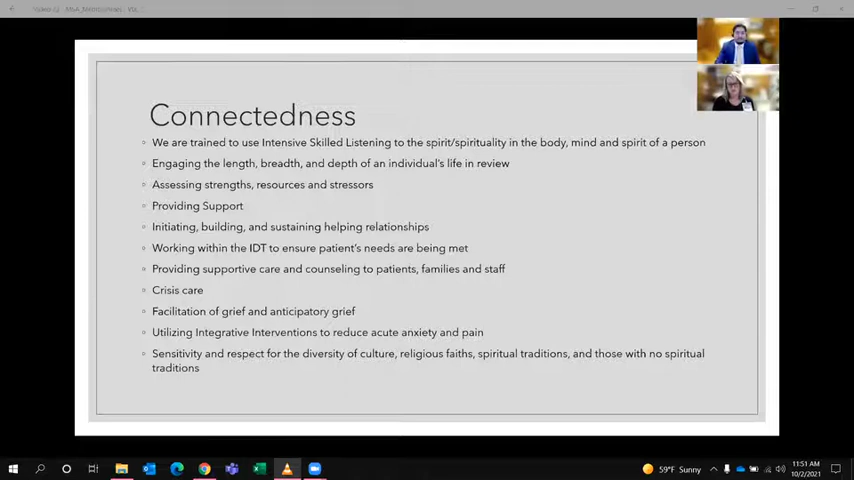 Connectedness
We are trained to use Intensive Skilled Listening to the spirit/spirituality in the body, mind and spirit of a person
Engaging the length, breadth, and depth of an individual's life in review
Assessing strengths, resources and stressors
Providing Support
Initiating, building, and sustaining helping relationships
Working within the IDT to ensure patient's needs are being met
Providing supportive care and counseling to patients, families and staff
Crisis care
Facilitation of grief and anticipatory grief
Utilizing Integrative Interventions to reduce acute anxiety and pain
Sensitivity and respect for the diversity of culture, religious faiths, spiritual traditions, and those with no spiritual
traditions
59°F Sunny
11:51 AM
10/2/2021